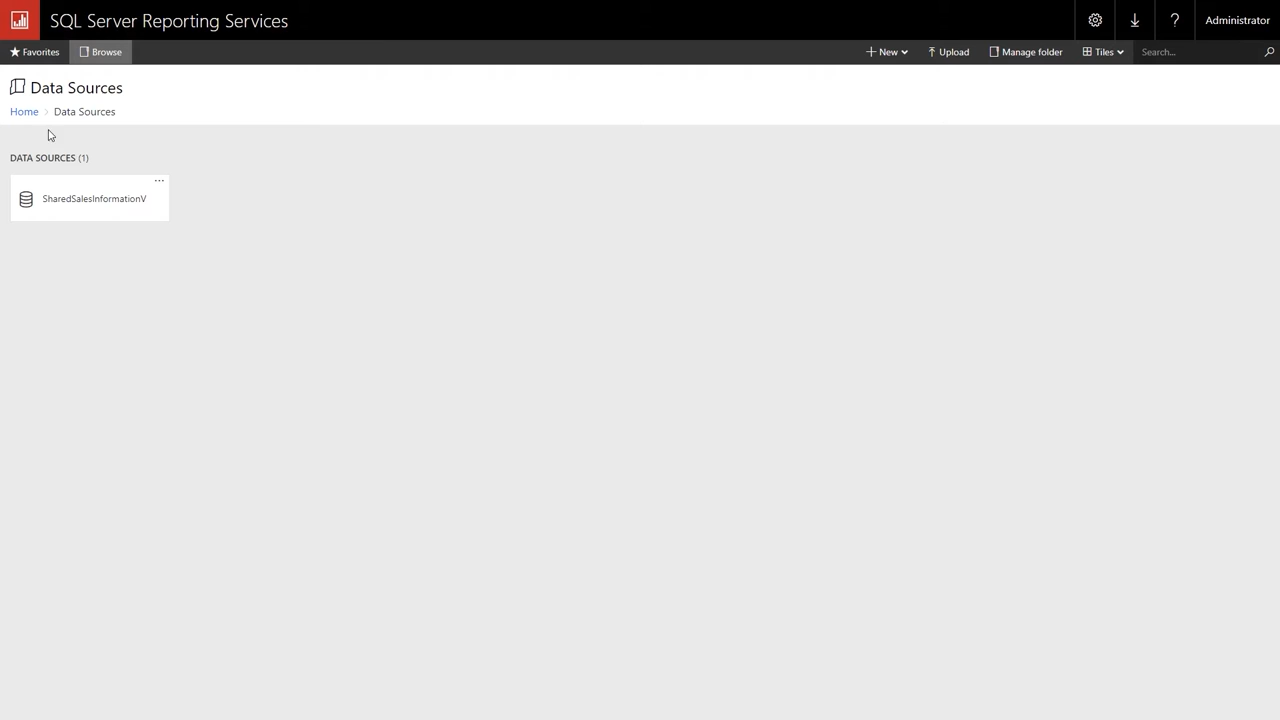 SQL Server Reporting Services
Administrator
Favorites
Browse
New
Upload
Manage folder
Tiles
Search...
Data Sources
Home
Data Sources
DATA SOURCES (1)
...
SharedSalesInformationV